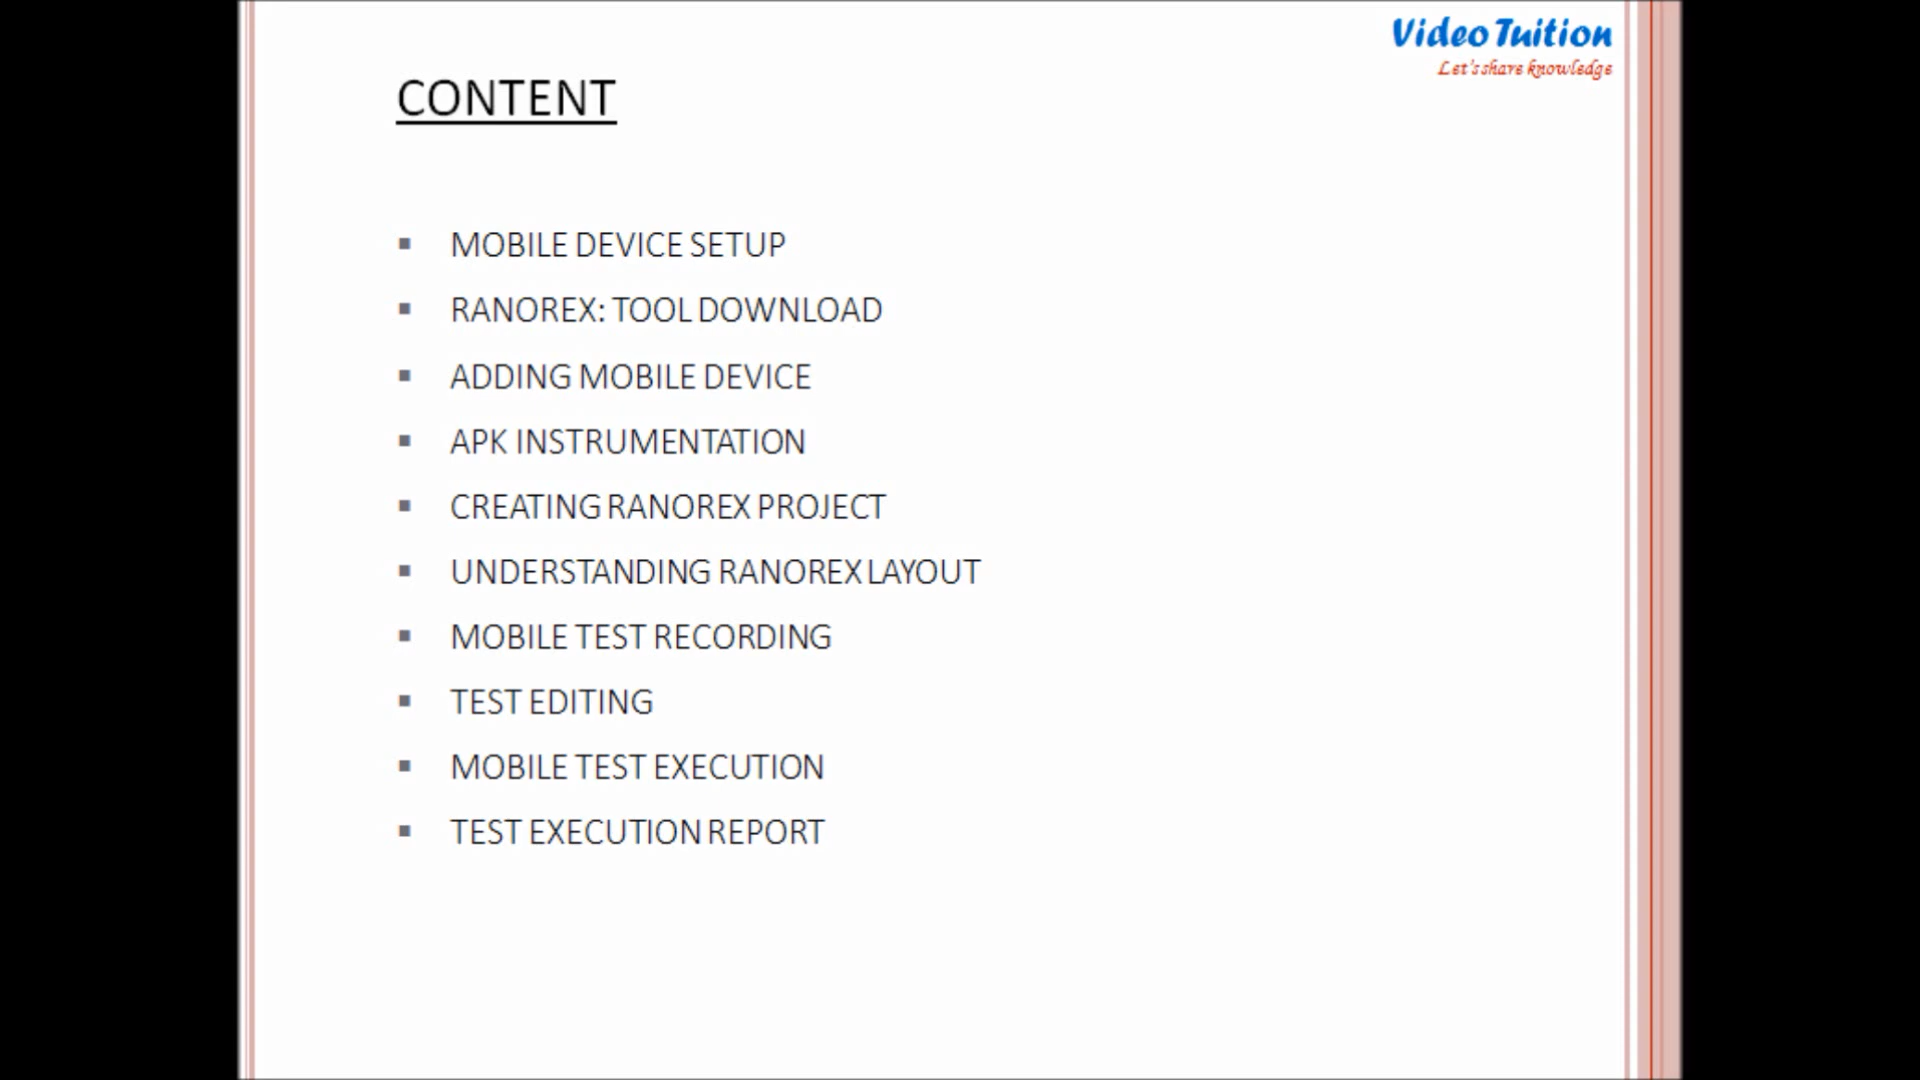 Video Tuition
Let's share knowledge
CONTENT
MOBILE DEVICE SETUP
RANOREX: TOOL DOWNLOAD
ADDING MOBILE DEVICE
APK INSTRUMENTATION
CREATING RANOREX PROJECT
UNDERSTANDING RANOREX LAYOUT
MOBILE TEST RECORDING
TEST EDITING
MOBILE TEST EXECUTION
TEST EXECUTION REPORT